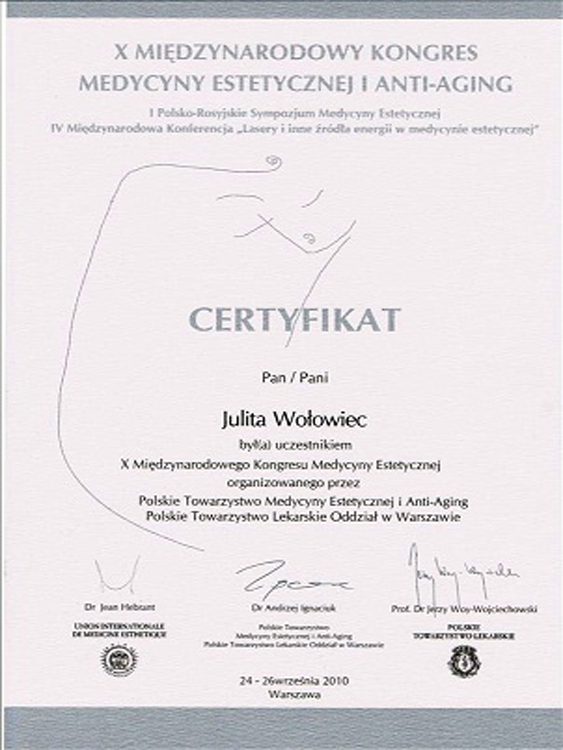 X MIĘDZYNARODOWY KONGRES
MEDYCYNY ESTETYCZNEJ I ANTI-AGING
I Polsko-Rosyjskie Sympozjum Medycyny Estetycznej
IV Międzynarodowa Konferencja „Lasery i inne źródła energii w medycynie estetycznej"
CERTYFIKAT
Pan / Pani
Julita Wołowiec
był(a) uczestnikiem
X Międzynarodowego Kongresu Medycyny Estetycznej
organizowanego przez
Polskie Towarzystwo Medycyny Estetycznej i Anti-Aging
Polskie Towarzystwo Lekarskie Oddział w Warszawie
Dr Jean Hebrant
UNION INTERNATIONALE
DE MEDECINE ESTHETIQUE
Dr Andrzej Ignaciuk
Polskie Towarzystwo
Medycyny Estetycznej i Anti-Aging
Polskie Towarzystwo Lekarskie Oddział w Warszawie
Prof. Dr Jerzy Woy-Wojciechowski
POLSKIE
TOWARZYSTWO LEKARSKIE
24 - 26września 2010
Warszawa